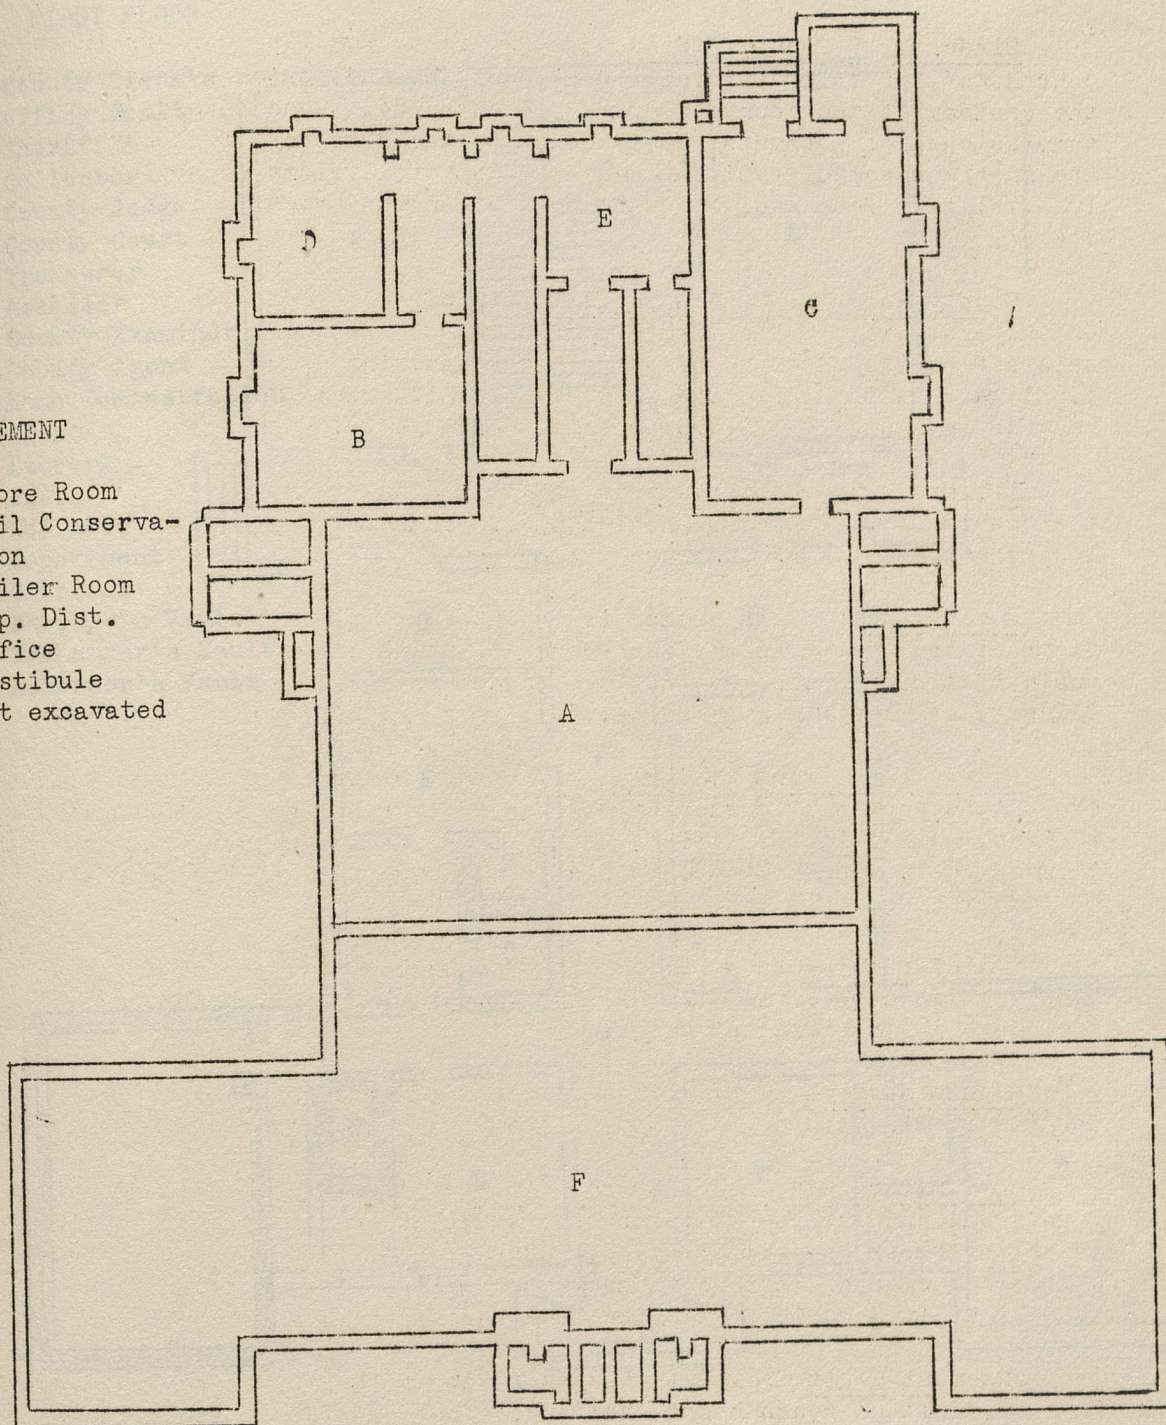 EMENT
ore Room
il Conserva-
on
iler Room
p. Dist.
fice
stibule
t excavated
D
E
C
B
A
F